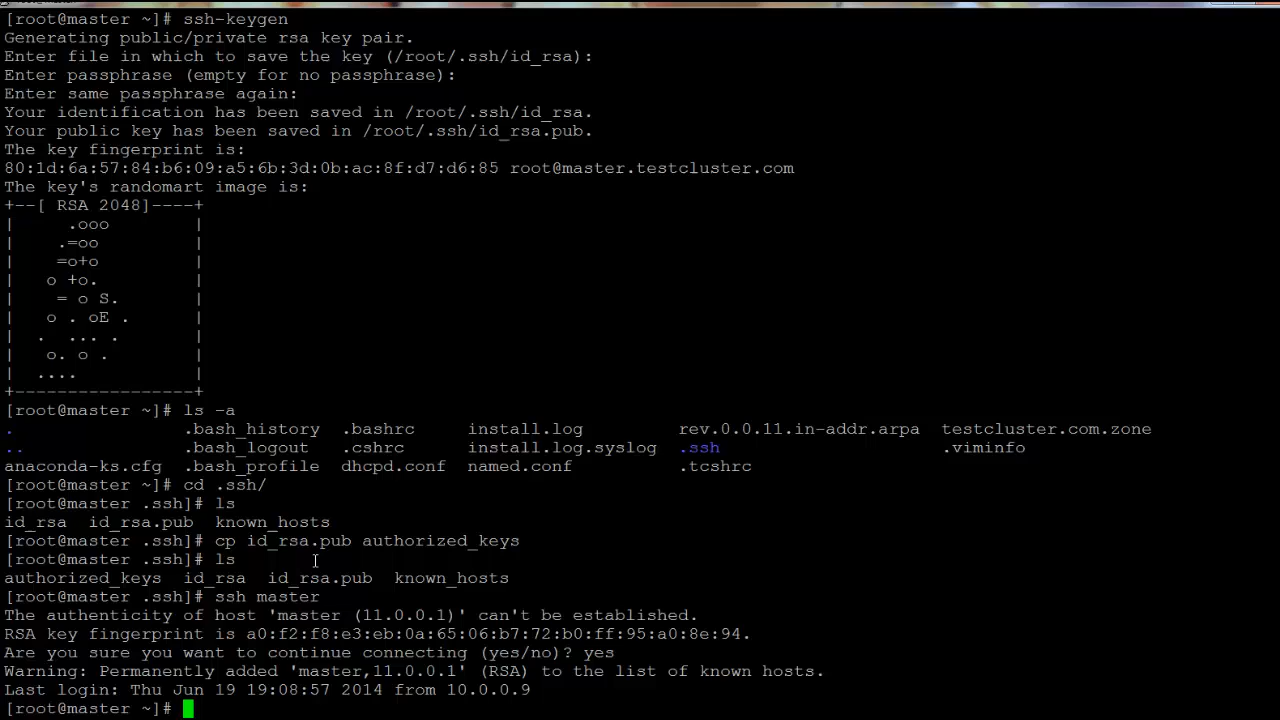 [root@master ~]# ssh-keygen
Generating public/private rsa key pair.
Enter file in which to save the key (/root/.ssh/id_rsa):
Enter passphrase (empty for no passphrase):
Enter same passphrase again:
Your identification has been saved in /root/.ssh/id_rsa.
Your public key has been saved in /root/.ssh/id_rsa.pub.
The key fingerprint is:
80:1d:6a:57:84:b6:09:a5:6b:3d:0b:ac:8f:d7:d6:85 root@master.testcluster.com
The key's randomart image is:
+--[ RSA 2048]----+
|     .ooo        |
|    .=oo         |
|    =o+o         |
|   o +o.         |
|    = o S.       |
|   o . oE .      |
|  .  ... .       |
|   o. o .        |
|  ....           |
+-----------------+
[root@master ~]# ls -a
.                .bash_history  .bashrc     install.log         rev.0.0.11.in-addr.arpa  testcluster.com.zone
..               .bash_logout   .cshrc      install.log.syslog  .ssh                     .viminfo
anaconda-ks.cfg  .bash_profile  dhcpd.conf  named.conf          .tcshrc
[root@master ~]# cd .ssh/
[root@master .ssh]# ls
id_rsa  id_rsa.pub  known_hosts
[root@master .ssh]# cp id_rsa.pub authorized_keys
[root@master .ssh]# ls
authorized_keys  id_rsa  id_rsa.pub  known_hosts
[root@master .ssh]# ssh master
The authenticity of host 'master (11.0.0.1)' can't be established.
RSA key fingerprint is a0:f2:f8:e3:eb:0a:65:06:b7:72:b0:ff:95:a0:8e:94.
Are you sure you want to continue connecting (yes/no)? yes
Warning: Permanently added 'master,11.0.0.1' (RSA) to the list of known hosts.
Last login: Thu Jun 19 19:08:57 2014 from 10.0.0.9
[root@master ~]#